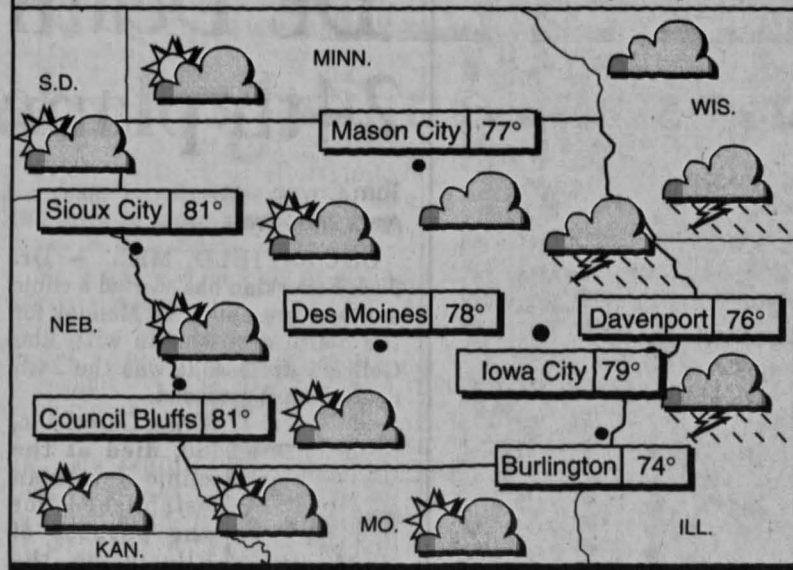 MINN.
S.D.
WIS.
Mason City 77°
Sioux City 81°
NEB.
Des Moines 78°
Davenport 76°
Iowa City 79°
Council Bluffs 81°
Burlington 74°
MO.
ILL.
KAN.